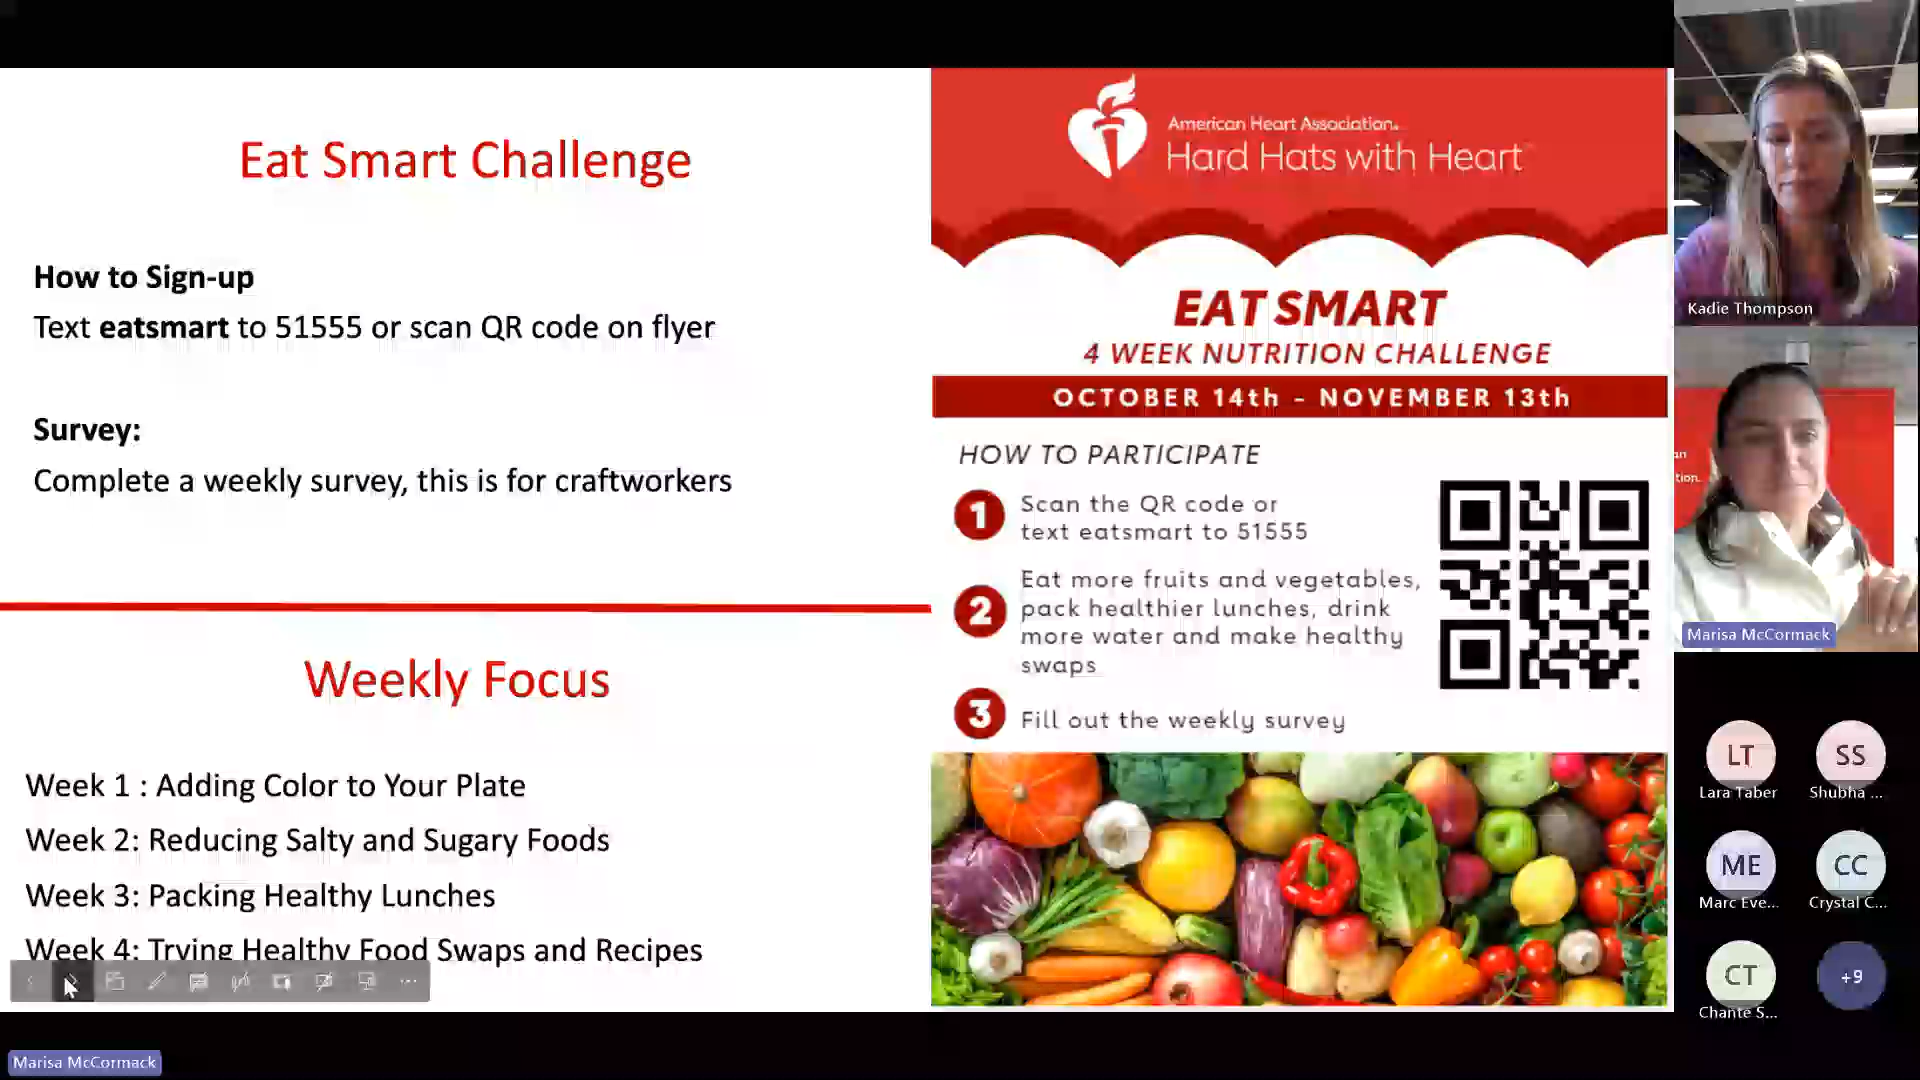 Eat Smart Challenge
How to Sign-up
Text eatsmart to 51555 or scan QR code on flyer
Survey:
Complete a weekly survey, this is for craftworkers
Weekly Focus
Week 1 : Adding Color to Your Plate
Week 2: Reducing Salty and Sugary Foods
Week 3: Packing Healthy Lunches
Week 4: Trying Healthy Food Swaps and Recipes
American Heart Association.
Hard Hats with Heart
EAT SMART
4 WEEK NUTRITION CHALLENGE
OCTOBER 14th - NOVEMBER 13th
HOW TO PARTICIPATE
1 Scan the QR code or
text eatsmart to 51555
2 Eat more fruits and vegetables,
pack healthier lunches, drink
more water and make healthy
swaps
3 Fill out the weekly survey
Kadie Thompson
an
tion.
Marisa McCormack
LT SS
Lara Taber Shubha ...
ME CC
Marc Eve... Crystal C...
CT +9
Chante S...
Marisa McCormack